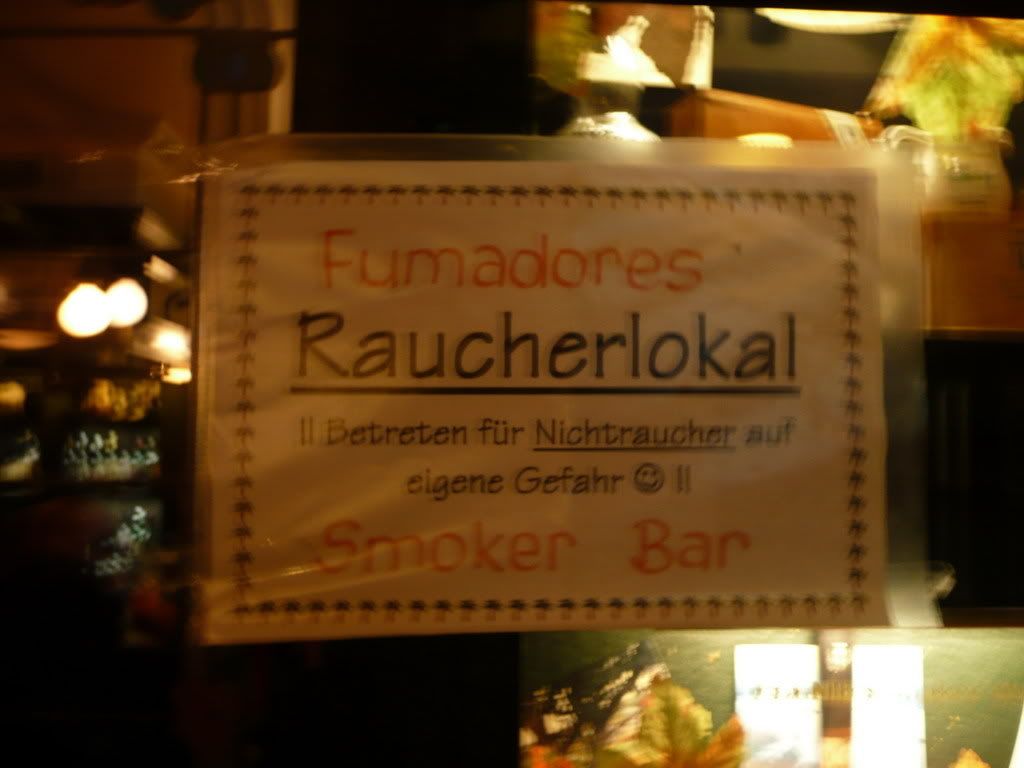 Fumadores
Raucherlokal
!! Betreten für Nichtraucher auf
eigene Gefahr ☺ !!
Smoker Bar